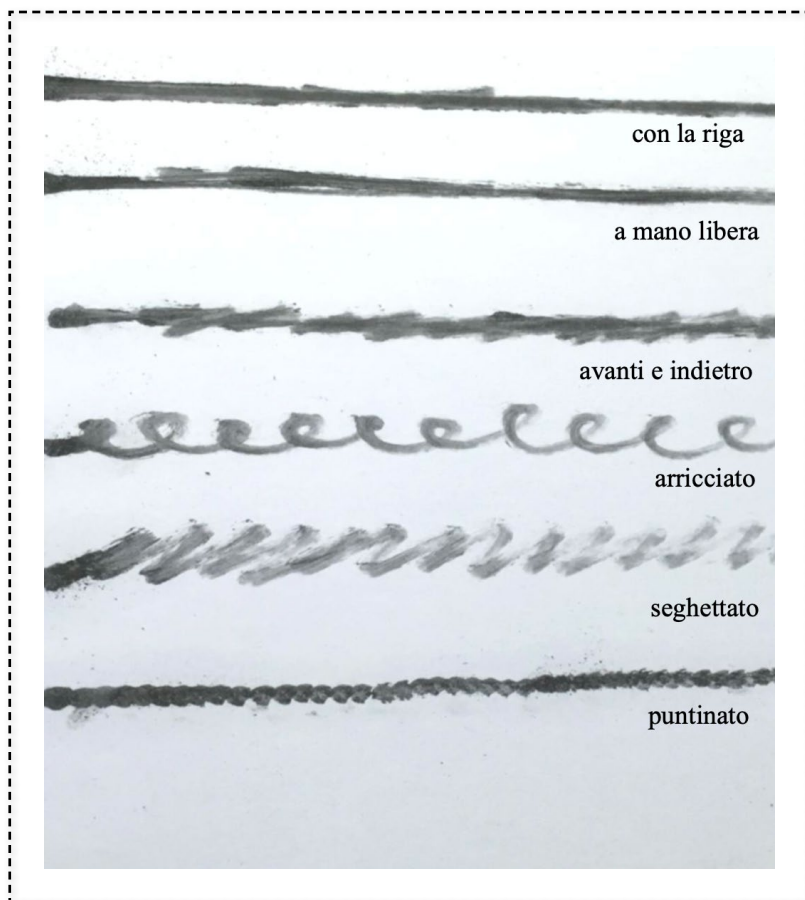 con la riga
a mano libera
avanti e indietro
arricciato
seghettato
puntinato